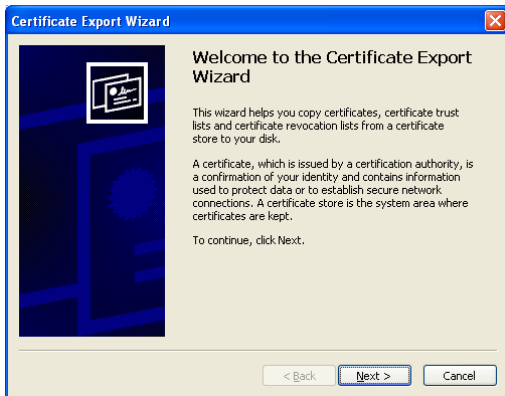 Certificate Export Wizard
Welcome to the Certificate Export
Wizard
This wizard helps you copy certificates, certificate trust
lists and certificate revocation lists from a certificate
store to your disk.
A certificate, which is issued by a certification authority, is
a confirmation of your identity and contains information
used to protect data or to establish secure network
connections. A certificate store is the system area where
certificates are kept.
To continue, click Next.
< Back Next > Cancel